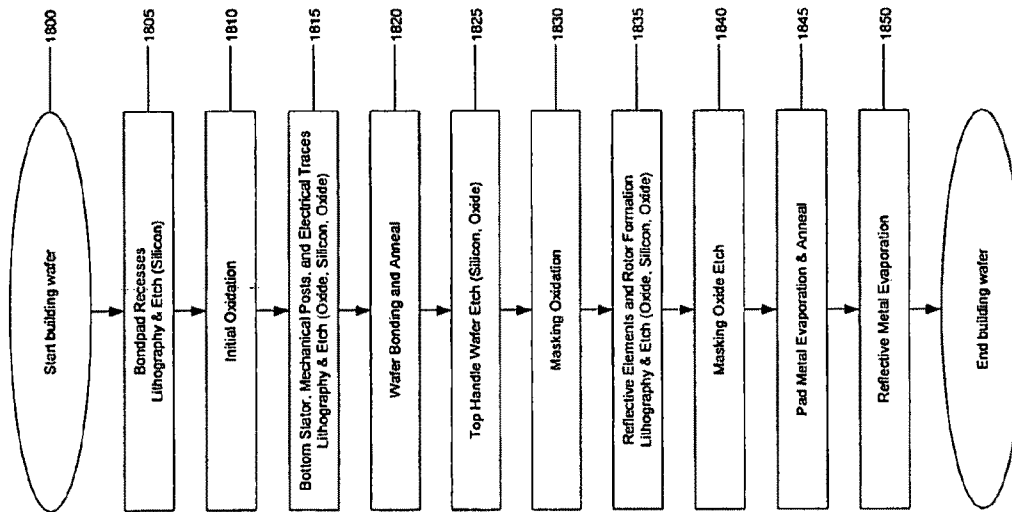 Start building wafer
1800
Bondpad Recesses
Lithography & Etch (Silicon)
1805
Initial Oxidation
1810
Bottom Stator, Mechanical Posts, and Electrical Traces
Lithography & Etch (Oxide, Silicon, Oxide)
1815
Wafer Bonding and Anneal
1820
Top Handle Wafer Etch (Silicon, Oxide)
1825
Masking Oxidation
1830
Reflective Elements and Rotor Formation
Lithography & Etch (Oxide, Silicon, Oxide)
1835
Masking Oxide Etch
1840
Pad Metal Evaporation & Anneal
1845
Reflective Metal Evaporation
1850
End building wafer